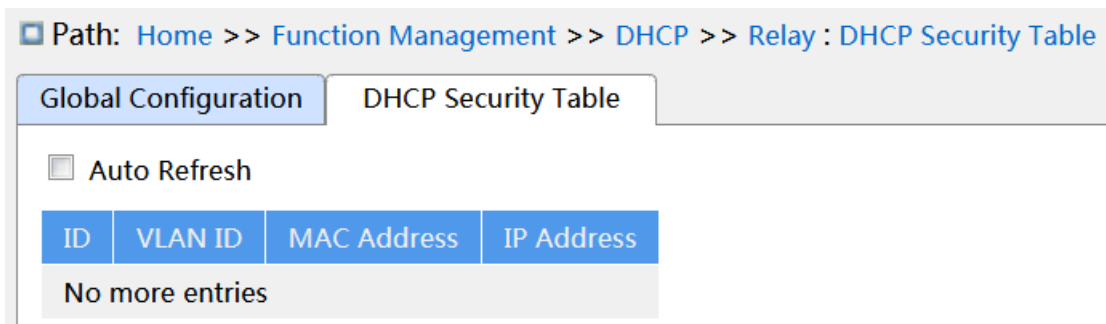 Path: Home >> Function Management >> DHCP >> Relay : DHCP Security Table
Global Configuration DHCP Security Table
Auto Refresh
ID VLAN ID MAC Address IP Address
No more entries